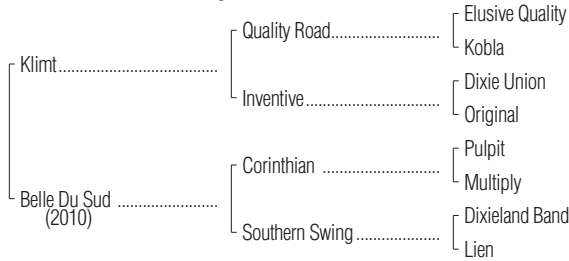 Elusive Quality
Quality Road
Kobla
Klimt
Dixie Union
Inventive
Original
Pulpit
Corinthian
Multiply
Belle Du Sud
(2010)
Dixieland Band
Southern Swing
Lien